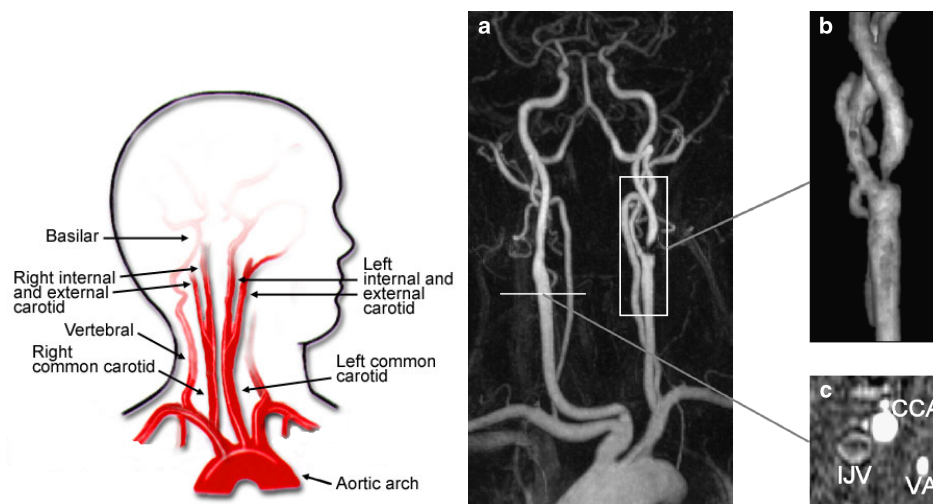 Basilar
Right internal
and external
carotid
Vertebral
Right
common carotid
Left
internal and
external
carotid
Left common
carotid
Aortic arch
a
b
c
CCA
IJV
VA